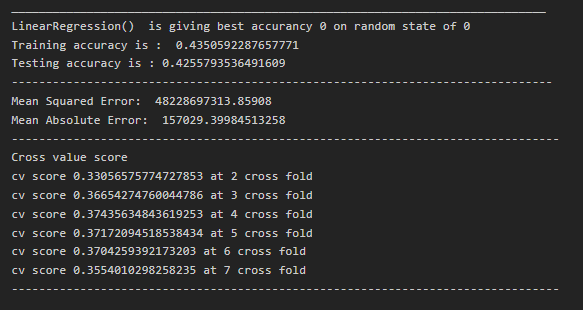 LinearRegression()  is giving best accurancy 0 on random state of 0
Training accuracy is :  0.4350592287657771
Testing accuracy is : 0.4255793536491609
---------------------------------------------------------------------------
Mean Squared Error:  48228697313.85908
Mean Absolute Error:  157029.39984513258
----------------------------------------------------------------------------
Cross value score
cv score 0.33056575774727853 at 2 cross fold
cv score 0.36654274760044786 at 3 cross fold
cv score 0.37435634843619253 at 4 cross fold
cv score 0.37172094518538434 at 5 cross fold
cv score 0.3704259392173203 at 6 cross fold
cv score 0.3554010298258235 at 7 cross fold
----------------------------------------------------------------------------